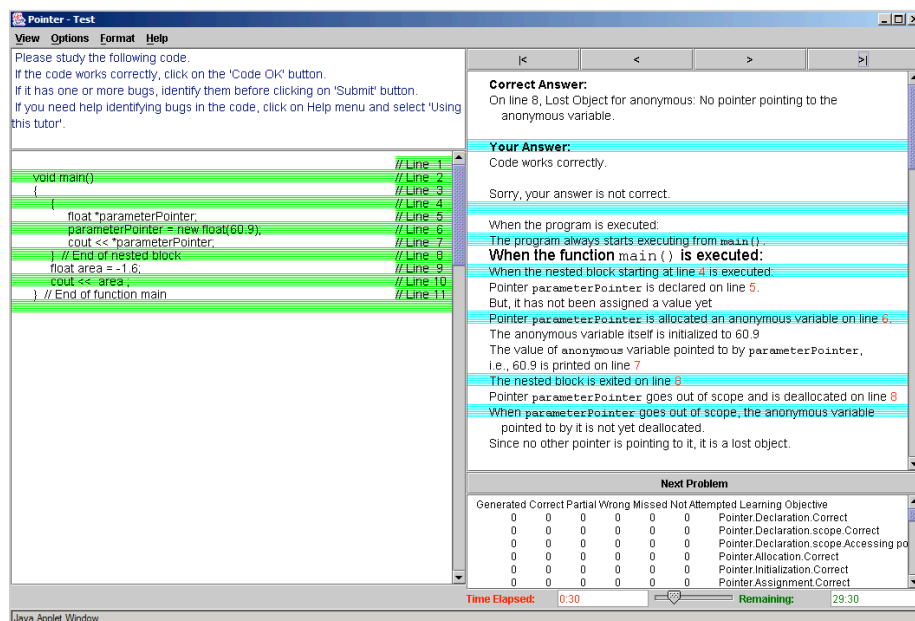 Pointer - Test
View Options Format Help
Please study the following code.
If the code works correctly, click on the 'Code OK' button.
If it has one or more bugs, identify them before clicking on 'Submit' button.
If you need help identifying bugs in the code, click on Help menu and select 'Using
this tutor'.
// Line 1
void main() // Line 2
{ // Line 3
{ // Line 4
float *parameterPointer; // Line 5
parameterPointer = new float(60.9); // Line 6
cout << *parameterPointer; // Line 7
} // End of nested block // Line 8
float area = -1.6; // Line 9
cout << area ; // Line 10
} // End of function main // Line 11
|< < > >|
Correct Answer:
On line 8, Lost Object for anonymous: No pointer pointing to the
anonymous variable.
Your Answer:
Code works correctly.
Sorry, your answer is not correct.
When the program is executed:
The program always starts executing from main().
When the function main() is executed:
When the nested block starting at line 4 is executed:
Pointer parameterPointer is declared on line 5.
But, it has not been assigned a value yet
Pointer parameterPointer is allocated an anonymous variable on line 6.
The anonymous variable itself is initialized to 60.9
The value of anonymous variable pointed to by parameterPointer,
i.e., 60.9 is printed on line 7
The nested block is exited on line 8
Pointer parameterPointer goes out of scope and is deallocated on line 8
When parameterPointer goes out of scope, the anonymous variable
pointed to by it is not yet deallocated.
Since no other pointer is pointing to it, it is a lost object.
Next Problem
Generated Correct Partial Wrong Missed Not Attempted Learning Objective
0 0 0 0 0 0 Pointer.Declaration.Correct
0 0 0 0 0 0 Pointer.Declaration.scope.Correct
0 0 0 0 0 0 Pointer.Declaration.scope.Accessing po
0 0 0 0 0 0 Pointer.Allocation.Correct
0 0 0 0 0 0 Pointer.Initialization.Correct
0 0 0 0 0 0 Pointer.Assignment.Correct
Time Elapsed: 0:30 Remaining: 29:30
Java Applet Window